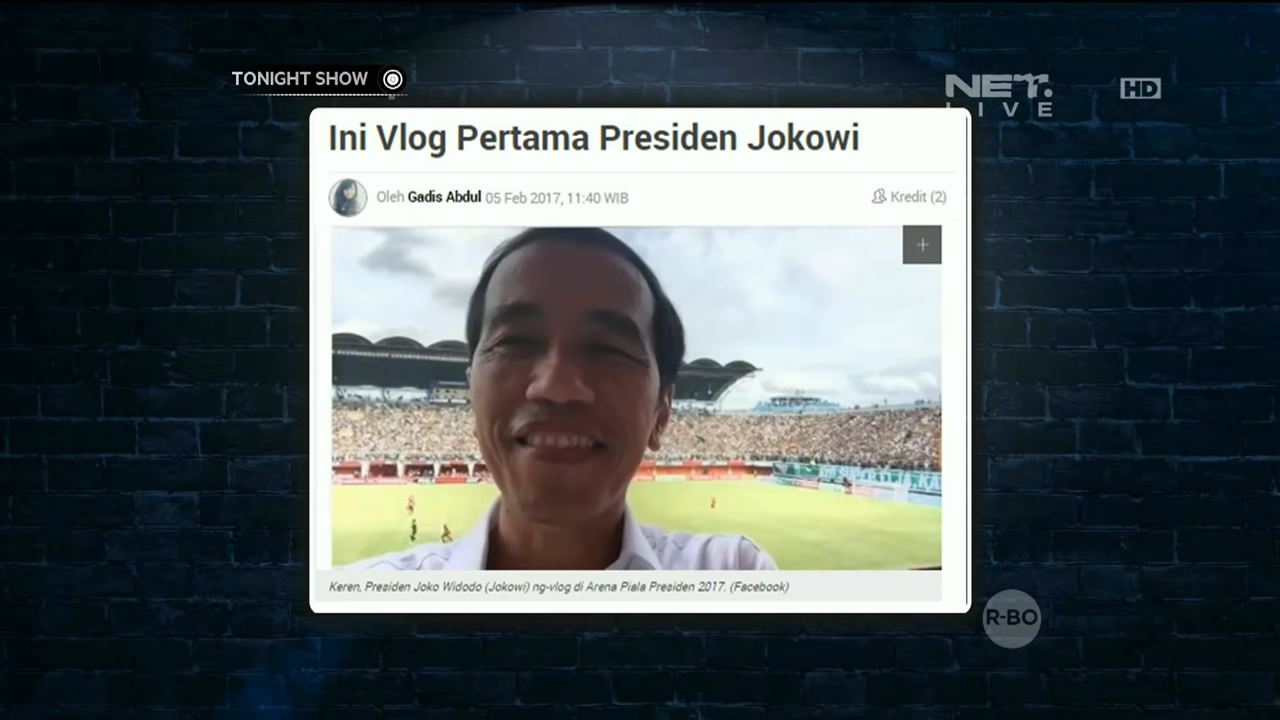 TONIGHT SHOW
NET.
LIVE
HD
Ini Vlog Pertama Presiden Jokowi
Oleh Gadis Abdul 05 Feb 2017, 11:40 WIB
Kredit (2)
+
Keren, Presiden Joko Widodo (Jokowi) ng-vlog di Arena Piala Presiden 2017. (Facebook)
R-BO